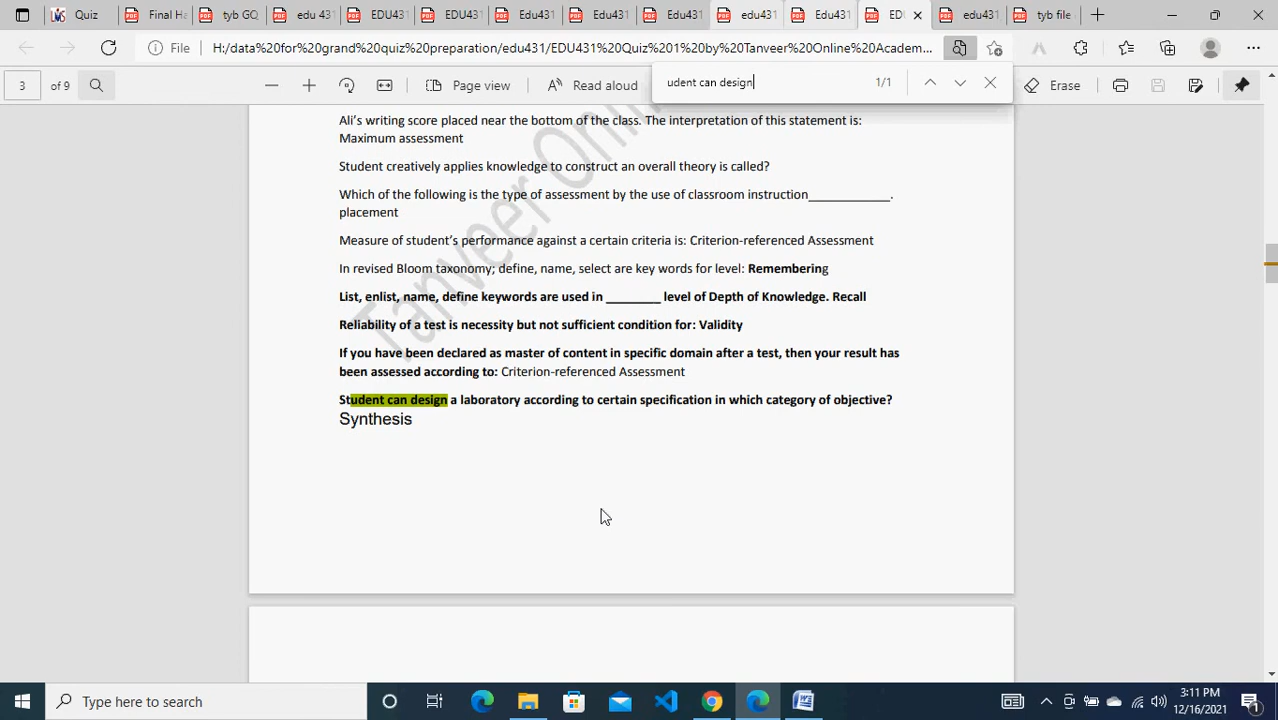 Quiz
Final Ha
tyb GQ
edu 431
EDU431
EDU431
Edu431
Edu431
Edu431
edu431
Edu431
EDU
edu431
tyb file
File
H:/data%20for%20grand%20quiz%20preparation/edu431/EDU431%20Quiz%201%20by%20Tanveer%20Online%20Academ...
3 of 9
Page view
Read aloud
udent can design
1/1
Erase
Ali's writing score placed near the bottom of the class. The interpretation of this statement is:
Maximum assessment
Student creatively applies knowledge to construct an overall theory is called?
Which of the following is the type of assessment by the use of classroom instruction____________.
placement
Measure of student's performance against a certain criteria is: Criterion-referenced Assessment
In revised Bloom taxonomy; define, name, select are key words for level: Remembering
List, enlist, name, define keywords are used in ________ level of Depth of Knowledge. Recall
Reliability of a test is necessity but not sufficient condition for: Validity
If you have been declared as master of content in specific domain after a test, then your result has
been assessed according to: Criterion-referenced Assessment
Student can design a laboratory according to certain specification in which category of objective?
Synthesis
Tanveer Onlin
Type here to search
3:11 PM
12/16/2021
1